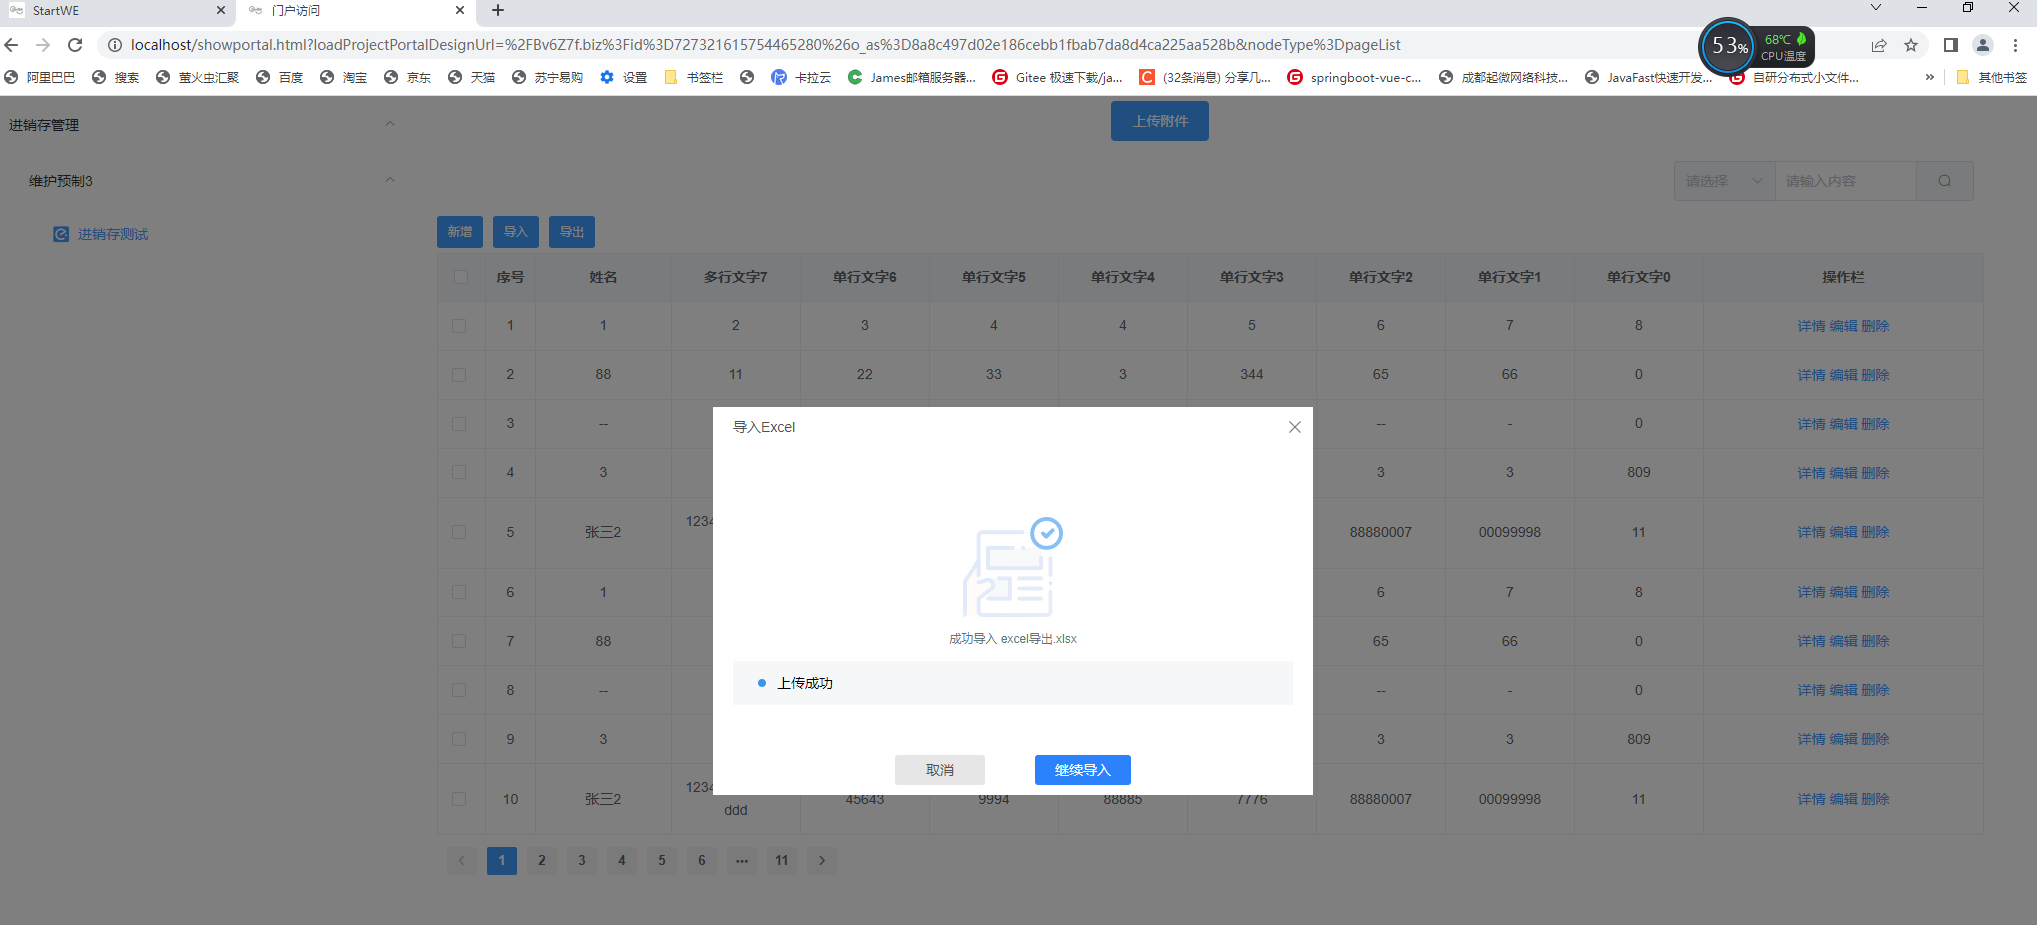 StartWE
门户访问
localhost/showportal.html?loadProjectPortalDesignUrl=%2FBv6Z7f.biz%3Fid%3D727321615754465280%26o_as%3D8a8c497d02e186cebb1fbab7da8d4ca225aa528b&nodeType%3DpageList
53% 68℃ CPU温度
阿里巴巴 搜索 萤火虫汇聚 百度 淘宝 京东 天猫 苏宁易购 设置 书签栏 卡拉云 James邮箱服务器... Gitee 极速下载/ja... (32条消息) 分享几... springboot-vue-c... 成都起微网络科技... JavaFast快速开发... 自研分布式小文件... » 其他书签
进销存管理
上传附件
维护预制3
请选择 请输入内容
进销存测试
新增 导入 导出
序号 姓名 多行文字7 单行文字6 单行文字5 单行文字4 单行文字3 单行文字2 单行文字1 单行文字0 操作栏
1 1 2 3 4 4 5 6 7 8 详情 编辑 删除
2 88 11 22 33 3 344 65 66 0 详情 编辑 删除
3 -- -- - 0 详情 编辑 删除
4 3 3 3 809 详情 编辑 删除
5 张三2 1234 88880007 00099998 11 详情 编辑 删除
6 1 6 7 8 详情 编辑 删除
7 88 65 66 0 详情 编辑 删除
8 -- -- - 0 详情 编辑 删除
9 3 3 3 809 详情 编辑 删除
10 张三2 1234 ddd 45643 9994 88885 7776 88880007 00099998 11 详情 编辑 删除
导入Excel
成功导入 excel导出.xlsx
上传成功
取消 继续导入
1 2 3 4 5 6 ••• 11